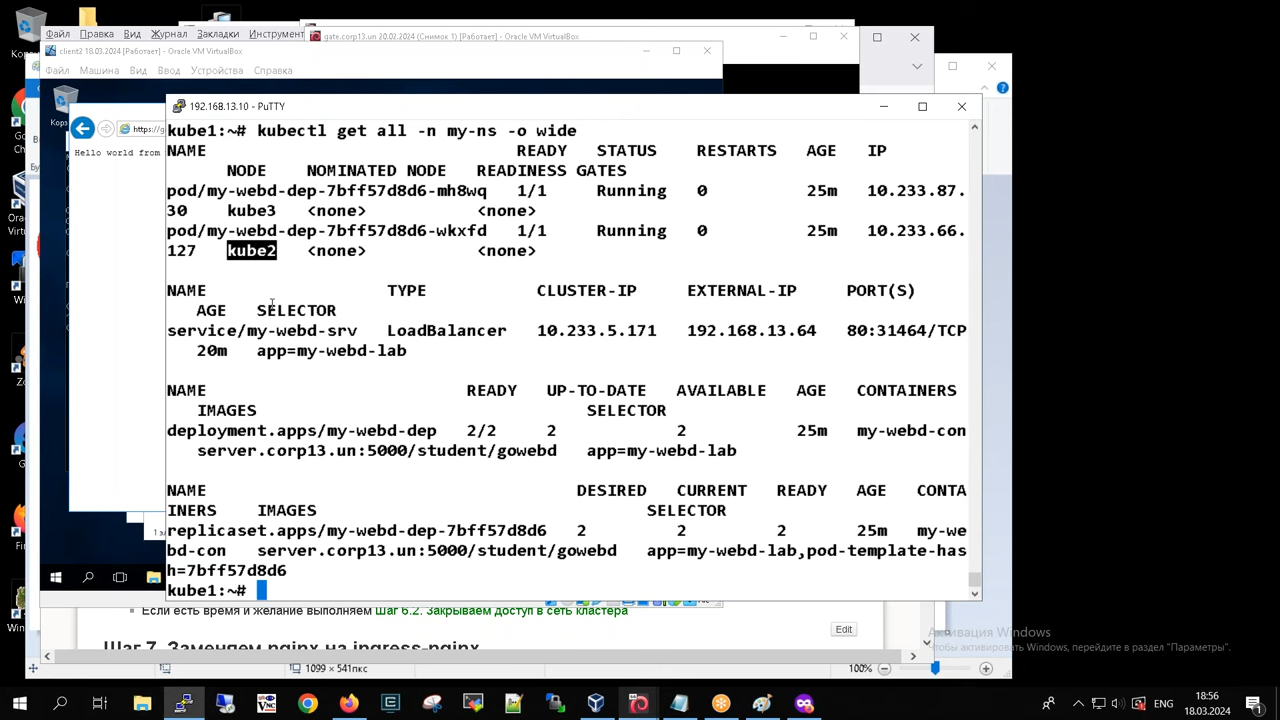 Файл Правка Вид Журнал Закладки Инструмент
gate.corp13.un 20.02.2024 (Снимок 1) [Работает] - Oracle VM VirtualBox
client2 18.03.2024 [Работает] - Oracle VM VirtualBox
Файл Машина Вид Ввод Устройства Справка
192.168.13.10 - PuTTY
https://g
Hello world from
kube1:~# kubectl get all -n my-ns -o wide
NAME READY STATUS RESTARTS AGE IP
NODE NOMINATED NODE READINESS GATES
pod/my-webd-dep-7bff57d8d6-mh8wq 1/1 Running 0 25m 10.233.87.
30 kube3 <none> <none>
pod/my-webd-dep-7bff57d8d6-wkxfd 1/1 Running 0 25m 10.233.66.
127 kube2 <none> <none>
NAME TYPE CLUSTER-IP EXTERNAL-IP PORT(S)
AGE SELECTOR
service/my-webd-srv LoadBalancer 10.233.5.171 192.168.13.64 80:31464/TCP
20m app=my-webd-lab
NAME READY UP-TO-DATE AVAILABLE AGE CONTAINERS
IMAGES SELECTOR
deployment.apps/my-webd-dep 2/2 2 2 25m my-webd-con
server.corp13.un:5000/student/gowebd app=my-webd-lab
NAME DESIRED CURRENT READY AGE CONTA
INERS IMAGES SELECTOR
replicaset.apps/my-webd-dep-7bff57d8d6 2 2 2 25m my-we
bd-con server.corp13.un:5000/student/gowebd app=my-webd-lab,pod-template-has
h=7bff57d8d6
kube1:~#
Если есть время и желание выполняем Шаг 6.2. Закрываем доступ в сеть кластера
Edit
Шаг 7. Заменяем nginx на ingress-nginx
Активация Windows
Чтобы активировать Windows, перейдите в раздел "Параметры".
1099 × 541пкс
100%
ENG
18:56
18.03.2024